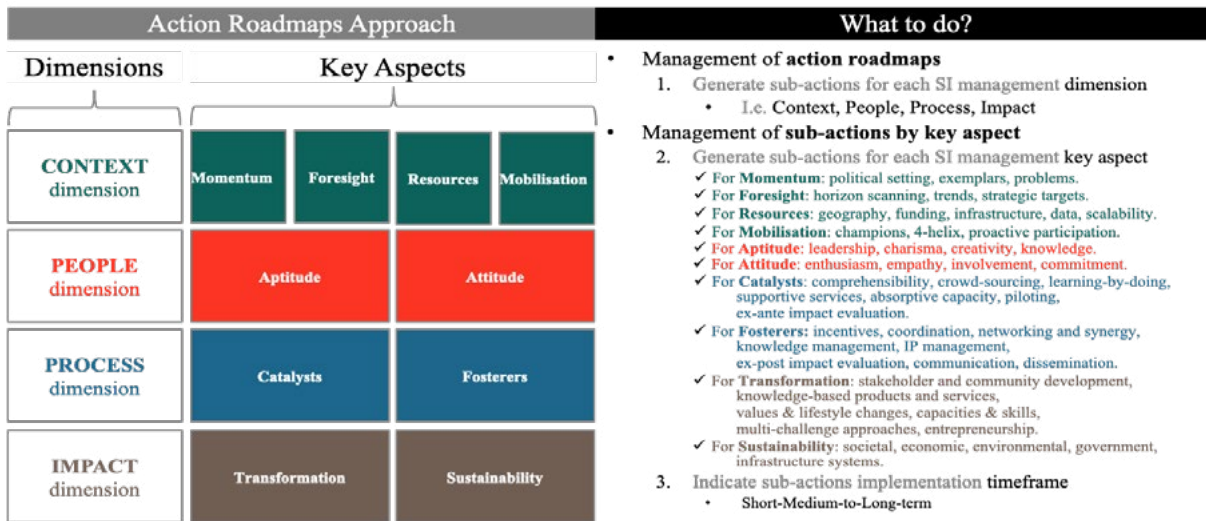 Action Roadmaps Approach
Dimensions
Key Aspects
CONTEXT
dimension
Momentum
Foresight
Resources
Mobilisation
PEOPLE
dimension
Aptitude
Attitude
PROCESS
dimension
Catalysts
Fosterers
IMPACT
dimension
Transformation
Sustainability
What to do?
• Management of action roadmaps
1. Generate sub-actions for each SI management dimension
• I.e. Context, People, Process, Impact
• Management of sub-actions by key aspect
2. Generate sub-actions for each SI management key aspect
✓ For Momentum: political setting, exemplars, problems.
✓ For Foresight: horizon scanning, trends, strategic targets.
✓ For Resources: geography, funding, infrastructure, data, scalability.
✓ For Mobilisation: champions, 4-helix, proactive participation.
✓ For Aptitude: leadership, charisma, creativity, knowledge.
✓ For Attitude: enthusiasm, empathy, involvement, commitment.
✓ For Catalysts: comprehensibility, crowd-sourcing, learning-by-doing,
supportive services, absorptive capacity, piloting,
ex-ante impact evaluation.
✓ For Fosterers: incentives, coordination, networking and synergy,
knowledge management, IP management,
ex-post impact evaluation, communication, dissemination.
✓ For Transformation: stakeholder and community development,
knowledge-based products and services,
values & lifestyle changes, capacities & skills,
multi-challenge approaches, entrepreneurship.
✓ For Sustainability: societal, economic, environmental, government,
infrastructure systems.
3. Indicate sub-actions implementation timeframe
• Short-Medium-to-Long-term